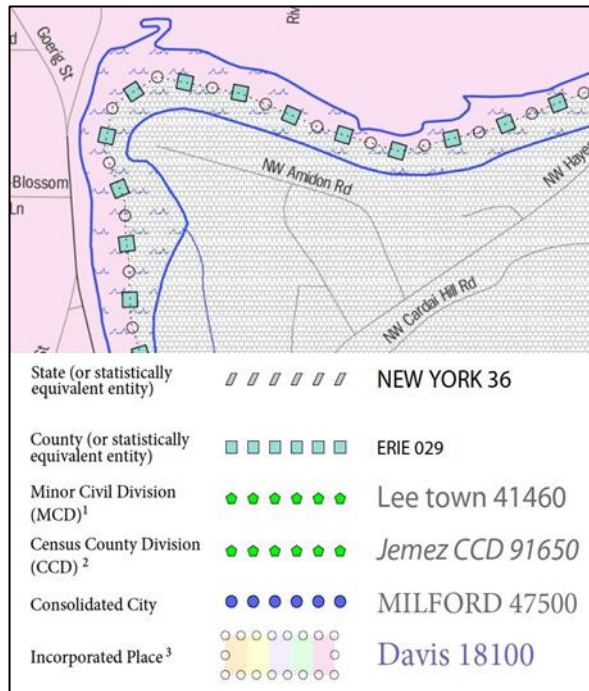 d
Goerig St
Riv
Blossom
Ln
NW Amidon Rd
NW Haye
NW Cardai Hill Rd
St
State (or statistically
equivalent entity)
NEW YORK 36
County (or statistically
equivalent entity)
ERIE 029
Minor Civil Division
(MCD)1
Lee town 41460
Census County Division
(CCD) 2
Jemez CCD 91650
Consolidated City
MILFORD 47500
Incorporated Place 3
Davis 18100